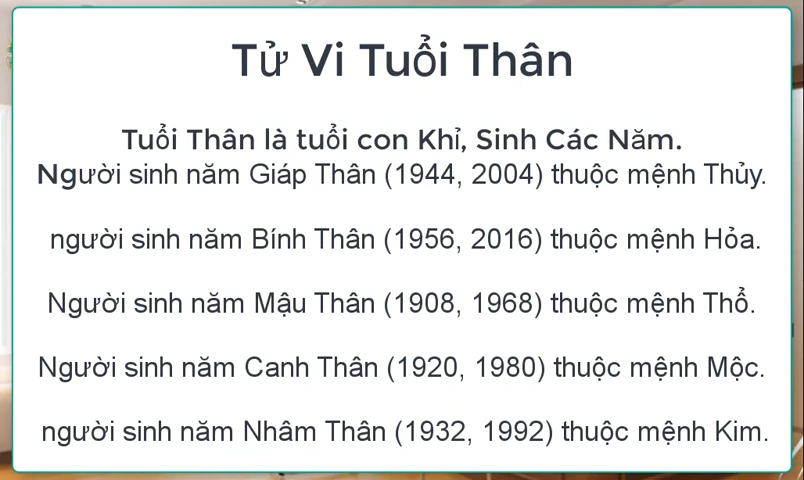 Tử Vi Tuổi Thân
Tuổi Thân là tuổi con Khỉ, Sinh Các Năm.
Người sinh năm Giáp Thân (1944, 2004) thuộc mệnh Thủy.
người sinh năm Bính Thân (1956, 2016) thuộc mệnh Hỏa.
Người sinh năm Mậu Thân (1908, 1968) thuộc mệnh Thổ.
Người sinh năm Canh Thân (1920, 1980) thuộc mệnh Mộc.
người sinh năm Nhâm Thân (1932, 1992) thuộc mệnh Kim.